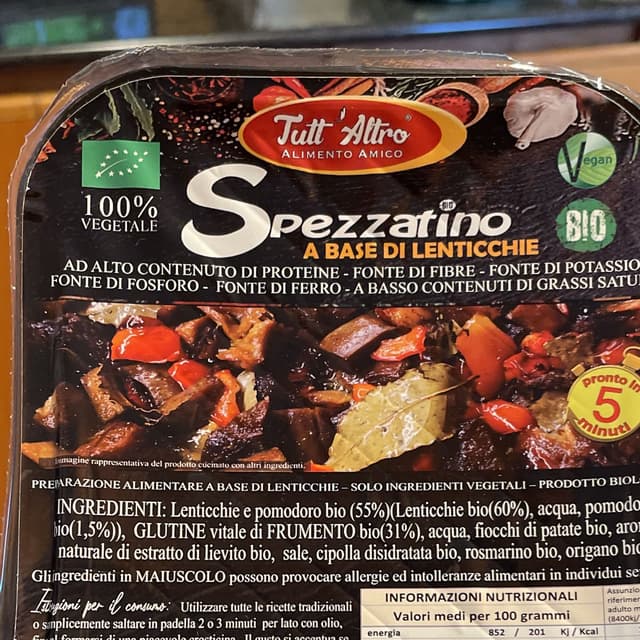 Tutt'Altro®
ALIMENTO AMICO
Vegan
100%
VEGETALE
Spezzatino
BIO
BIO
A BASE DI LENTICCHIE
AD ALTO CONTENUTO DI PROTEINE - FONTE DI FIBRE - FONTE DI POTASSIO
FONTE DI FOSFORO - FONTE DI FERRO - A BASSO CONTENUTI DI GRASSI SATU
pronto in
5
minuti
immagine rappresentativa del prodotto cucinato con altri ingredienti.
PREPARAZIONE ALIMENTARE A BASE DI LENTICCHIE – SOLO INGREDIENTI VEGETALI – PRODOTTO BIOL
INGREDIENTI: Lenticchie e pomodoro bio (55%)(Lenticchie bio(60%), acqua, pomodo
bio(1,5%)), GLUTINE vitale di FRUMENTO bio(31%), acqua, fiocchi di patate bio, aro
naturale di estratto di lievito bio, sale, cipolla disidratata bio, rosmarino bio, origano bio
Gli ingredienti in MAIUSCOLO possono provocare allergie ed intolleranze alimentari in individui se
Istruzioni per il consumo: Utilizzare tutte le ricette tradizionali
o semplicemente saltare in padella 2 o 3 minuti per lato con olio,
INFORMAZIONI NUTRIZIONALI
Valori medi per 100 grammi
energia 852 / 201 KJ / Kcal
Assunzio
riferimen
adulto m
(8400kJ